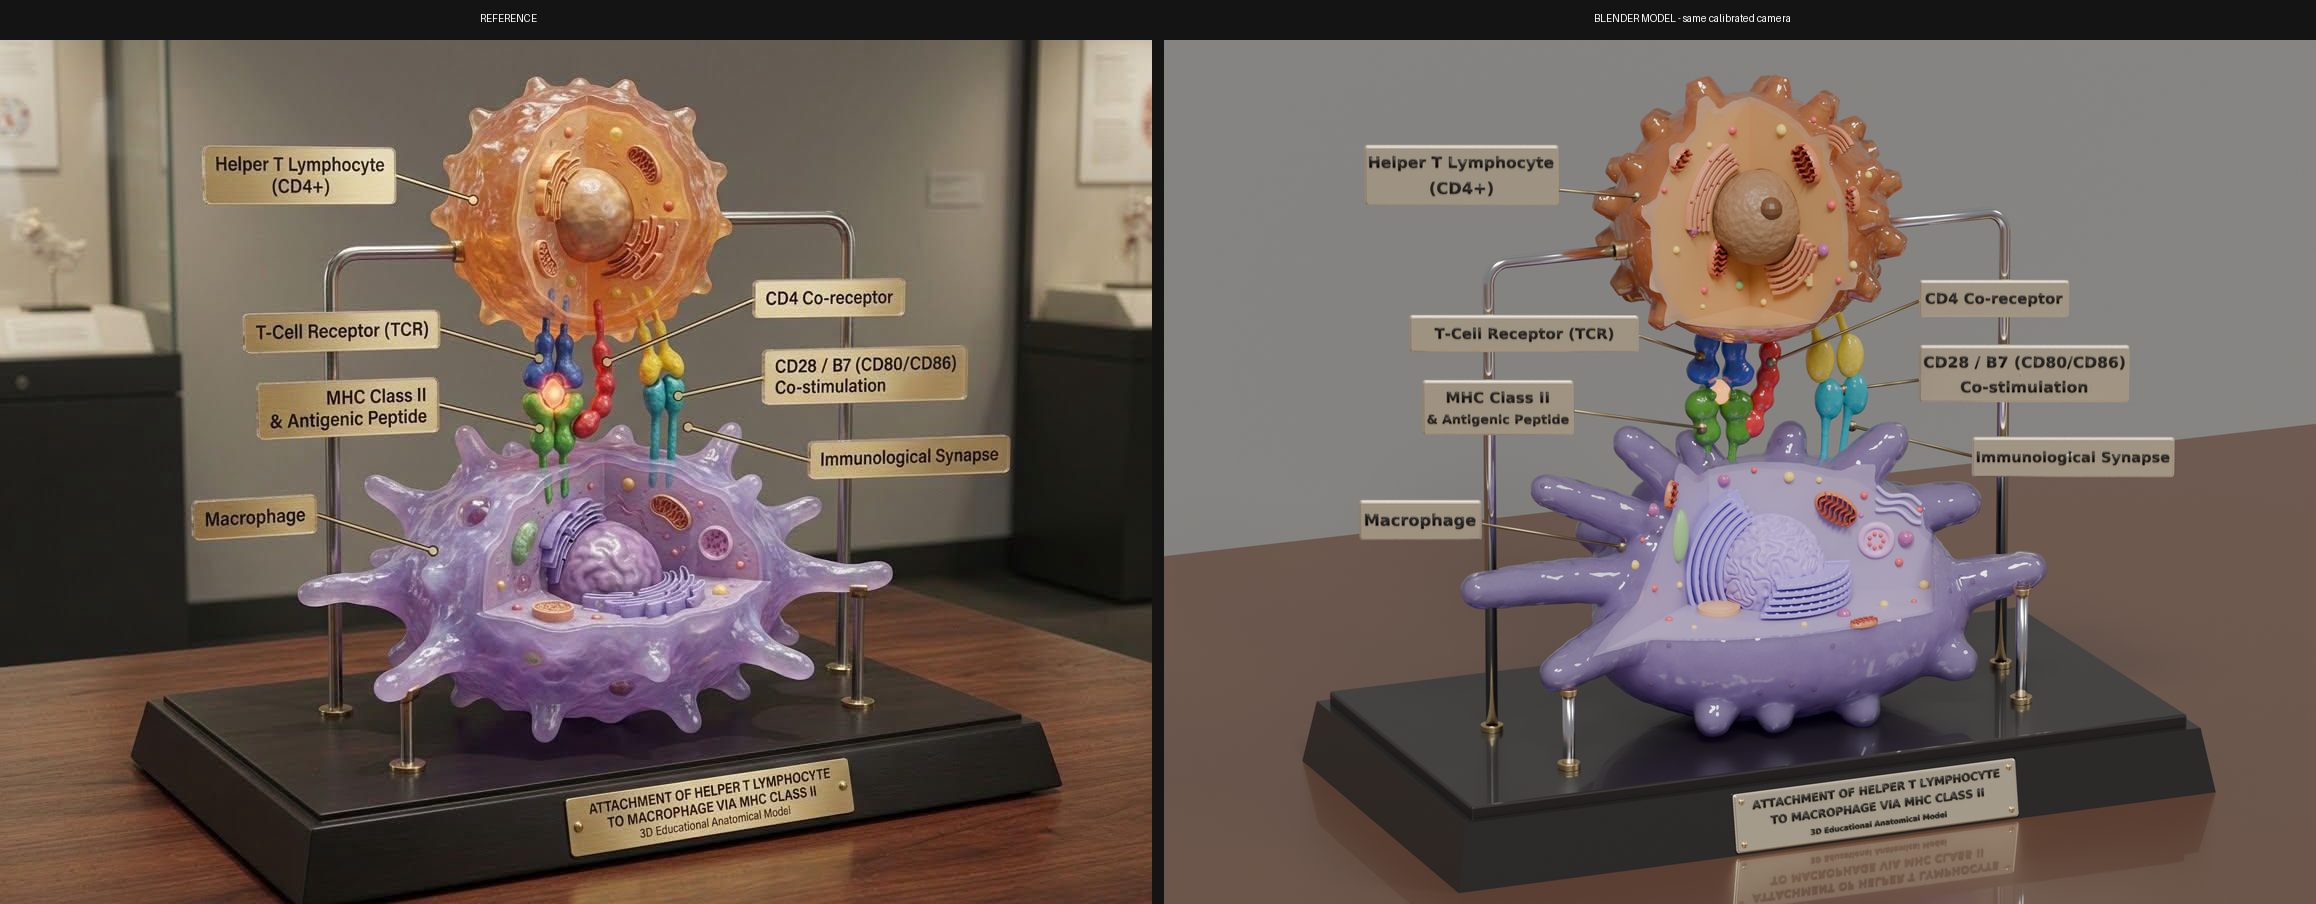 REFERENCE
BLENDER MODEL - same calibrated camera
Helper T Lymphocyte
(CD4+)
CD4 Co-receptor
T-Cell Receptor (TCR)
CD28 / B7 (CD80/CD86)
Co-stimulation
MHC Class II
& Antigenic Peptide
Immunological Synapse
Macrophage
ATTACHMENT OF HELPER T LYMPHOCYTE
TO MACROPHAGE VIA MHC CLASS II
3D Educational Anatomical Model
Helper T Lymphocyte
(CD4+)
CD4 Co-receptor
T-Cell Receptor (TCR)
CD28 / B7 (CD80/CD86)
Co-stimulation
MHC Class II
& Antigenic Peptide
Immunological Synapse
Macrophage
ATTACHMENT OF HELPER T LYMPHOCYTE
TO MACROPHAGE VIA MHC CLASS II
3D Educational Anatomical Model